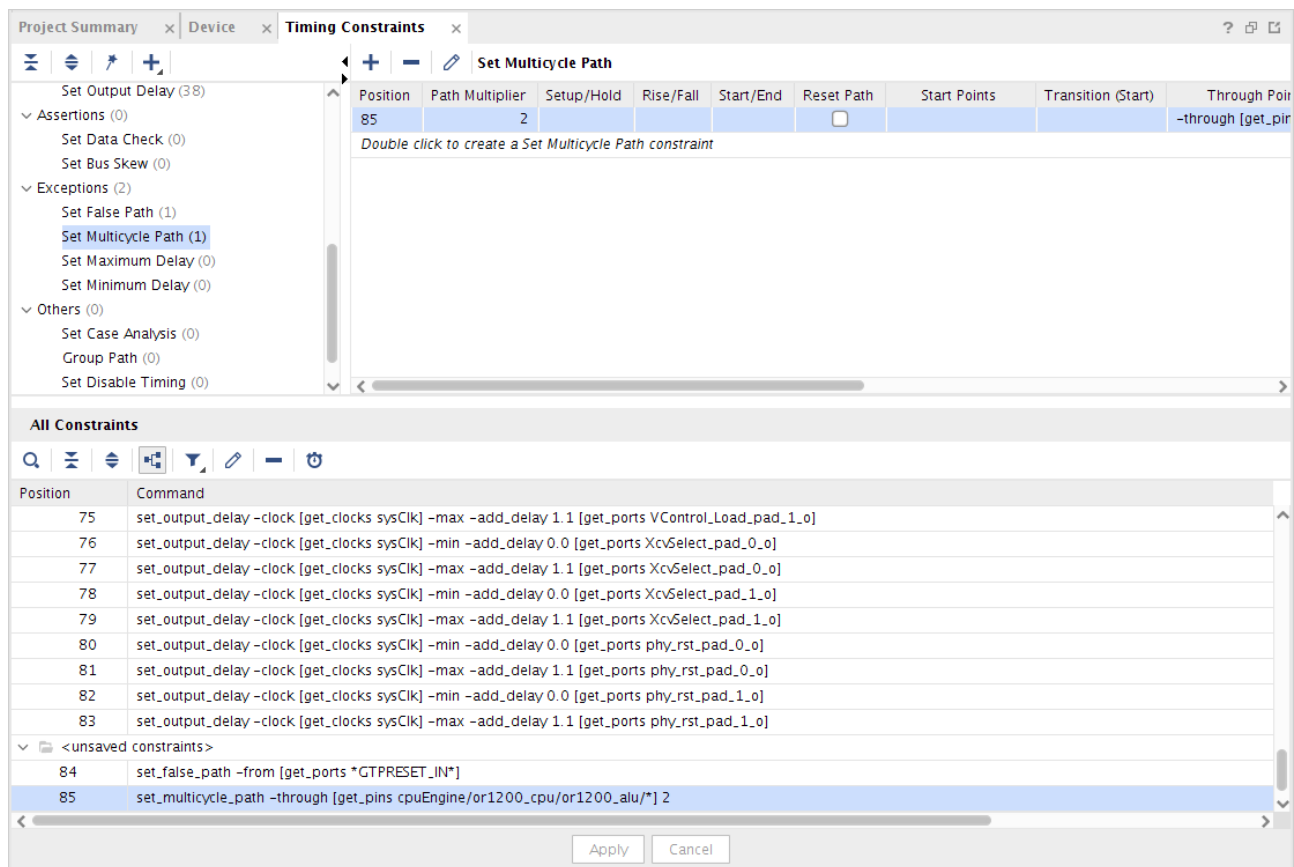 Project Summary × Device × Timing Constraints × ?
Set Multicycle Path
Set Output Delay (38)
Assertions (0)
Set Data Check (0)
Set Bus Skew (0)
Exceptions (2)
Set False Path (1)
Set Multicycle Path (1)
Set Maximum Delay (0)
Set Minimum Delay (0)
Others (0)
Set Case Analysis (0)
Group Path (0)
Set Disable Timing (0)
Position Path Multiplier Setup/Hold Rise/Fall Start/End Reset Path Start Points Transition (Start) Through Poin
85 2 -through [get_pin
Double click to create a Set Multicycle Path constraint
All Constraints
Position Command
75 set_output_delay -clock [get_clocks sysClk] -max -add_delay 1.1 [get_ports VControl_Load_pad_1_o]
76 set_output_delay -clock [get_clocks sysClk] -min -add_delay 0.0 [get_ports XcvSelect_pad_0_o]
77 set_output_delay -clock [get_clocks sysClk] -max -add_delay 1.1 [get_ports XcvSelect_pad_0_o]
78 set_output_delay -clock [get_clocks sysClk] -min -add_delay 0.0 [get_ports XcvSelect_pad_1_o]
79 set_output_delay -clock [get_clocks sysClk] -max -add_delay 1.1 [get_ports XcvSelect_pad_1_o]
80 set_output_delay -clock [get_clocks sysClk] -min -add_delay 0.0 [get_ports phy_rst_pad_0_o]
81 set_output_delay -clock [get_clocks sysClk] -max -add_delay 1.1 [get_ports phy_rst_pad_0_o]
82 set_output_delay -clock [get_clocks sysClk] -min -add_delay 0.0 [get_ports phy_rst_pad_1_o]
83 set_output_delay -clock [get_clocks sysClk] -max -add_delay 1.1 [get_ports phy_rst_pad_1_o]
<unsaved constraints>
84 set_false_path -from [get_ports *GTPRESET_IN*]
85 set_multicycle_path -through [get_pins cpuEngine/or1200_cpu/or1200_alu/*] 2
Apply Cancel